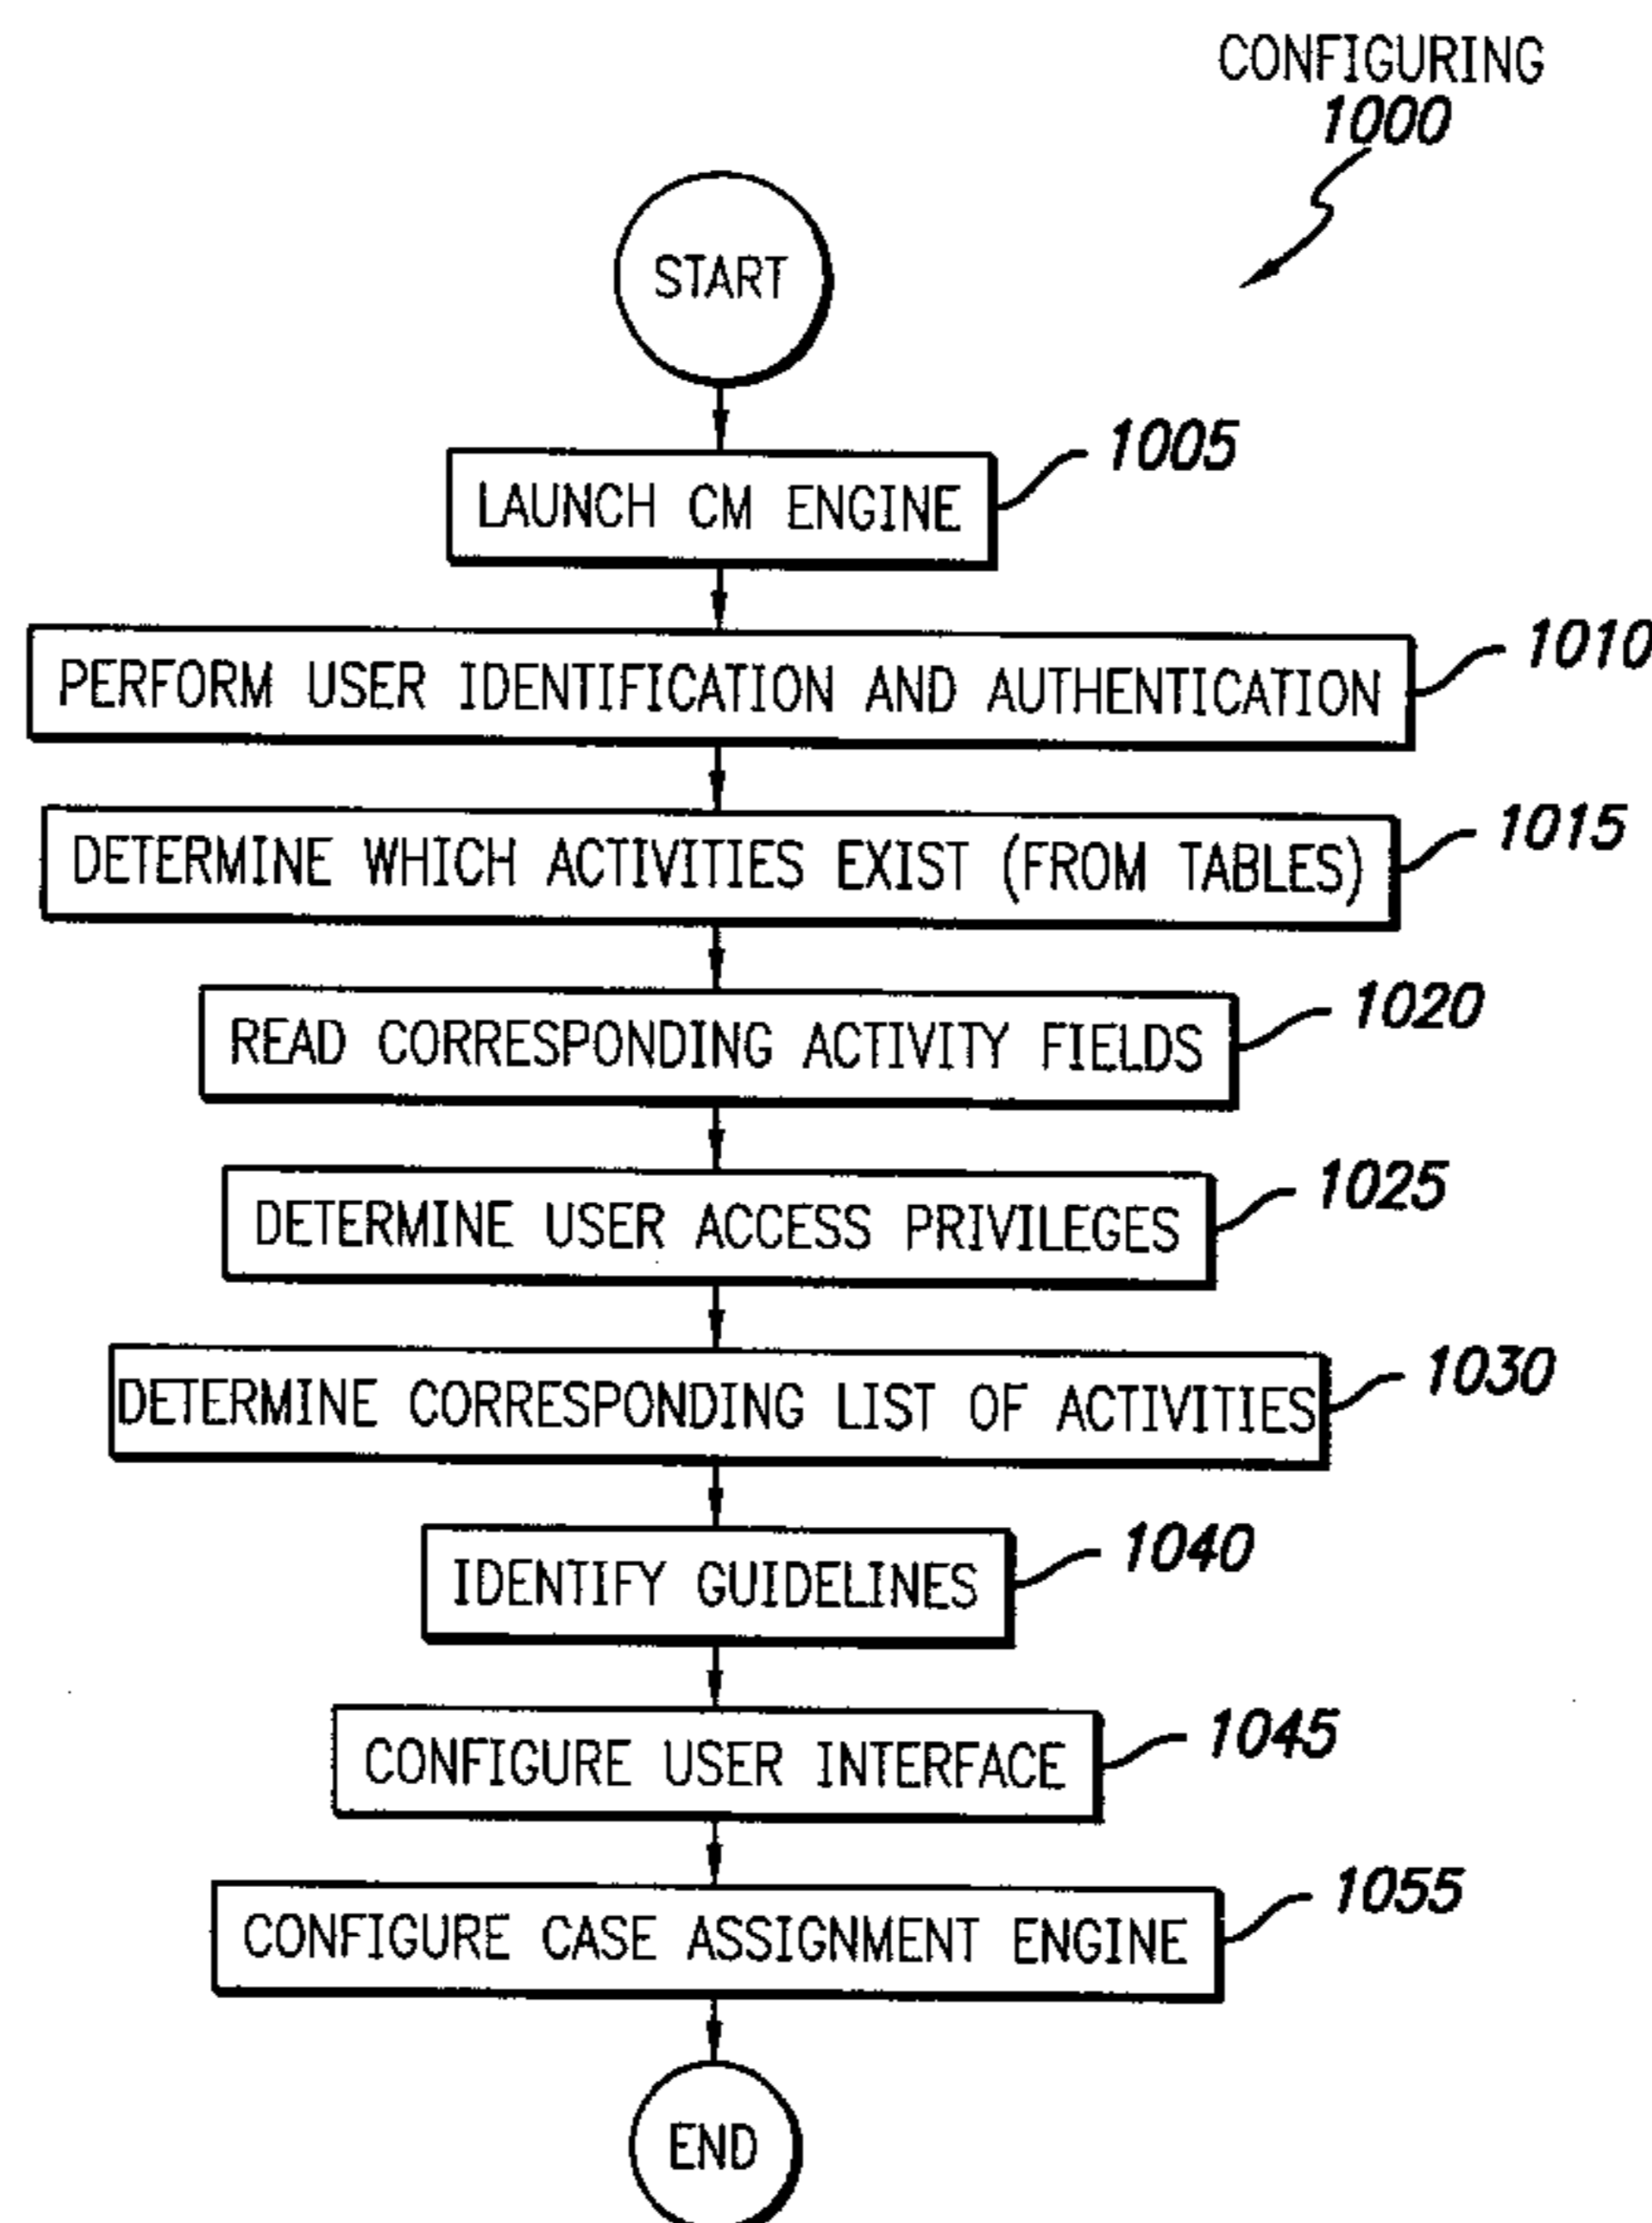 CONFIGURING
1000
START
LAUNCH CM ENGINE
1005
PERFORM USER IDENTIFICATION AND AUTHENTICATION
1010
DETERMINE WHICH ACTIVITIES EXIST (FROM TABLES)
1015
READ CORRESPONDING ACTIVITY FIELDS
1020
DETERMINE USER ACCESS PRIVILEGES
1025
DETERMINE CORRESPONDING LIST OF ACTIVITIES
1030
IDENTIFY GUIDELINES
1040
CONFIGURE USER INTERFACE
1045
CONFIGURE CASE ASSIGNMENT ENGINE
1055
END